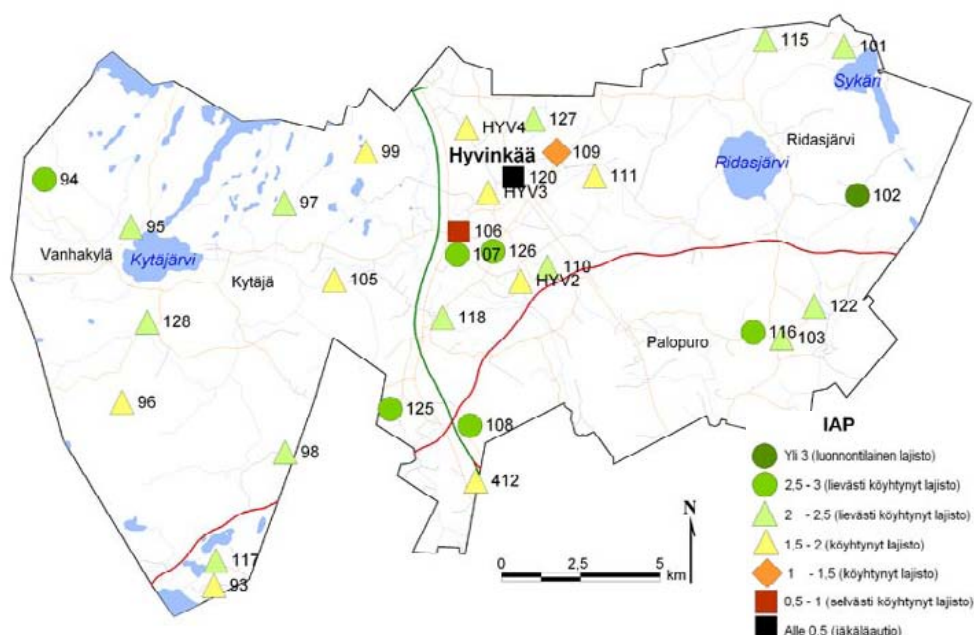 115
101
Sykäri
127
HYV4
99
Hyvinkää
109
Ridasjärvi
Ridasjärvi
94
120
111
97
HYV3
102
95
106
Vanhakylä
Kytäjärvi
126
107
Kytäjä
105
110
HYV2
122
128
118
116
103
Palopuro
96
125
108
98
412
117
93
N
0 2,5 5
km
IAP
Yli 3 (luonnontilainen lajisto)
2,5 - 3 (lievästi köyhtynyt lajisto)
2 - 2,5 (lievästi köyhtynyt lajisto)
1,5 - 2 (köyhtynyt lajisto)
1 - 1,5 (köyhtynyt lajisto)
0,5 - 1 (selvästi köyhtynyt lajisto)
Alle 0,5 (jäkäläautio)